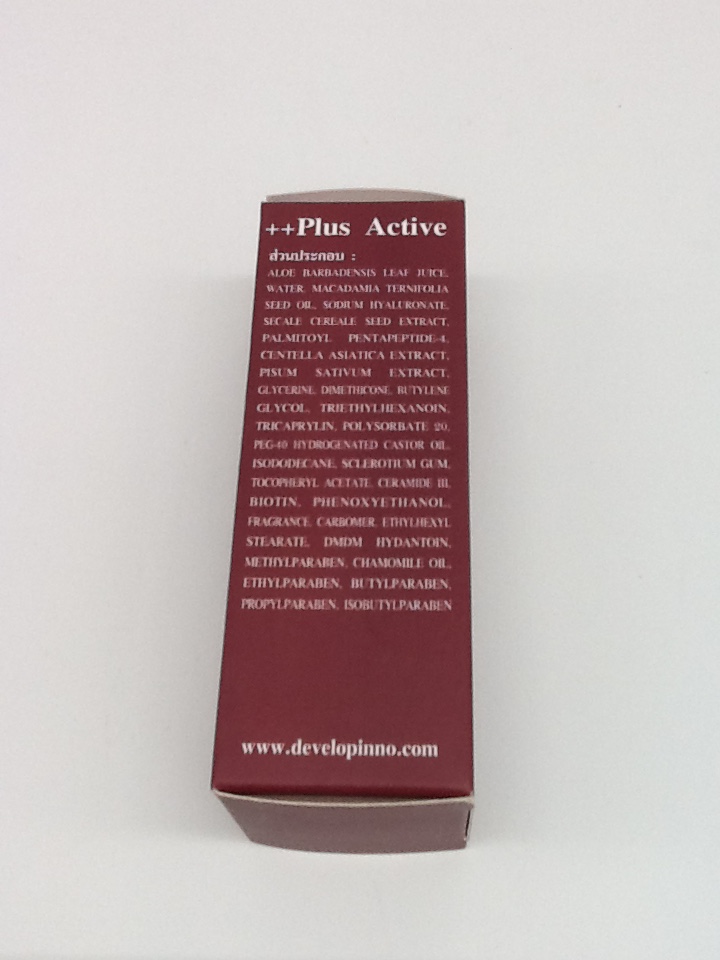 ++Plus Active
ส่วนประกอบ :
ALOE BARBADENSIS LEAF JUICE,
WATER, MACADAMIA TERNIFOLIA
SEED OIL, SODIUM HYALURONATE,
SECALE CEREALE SEED EXTRACT,
PALMITOYL PENTAPEPTIDE-4,
CENTELLA ASIATICA EXTRACT,
PISUM SATIVUM EXTRACT,
GLYCERINE, DIMETHICONE, BUTYLENE
GLYCOL, TRIETHYLHEXANOIN,
TRICAPRYLIN, POLYSORBATE 20,
PEG-40 HYDROGENATED CASTOR OIL,
ISODODECANE, SCLEROTIUM GUM,
TOCOPHERYL ACETATE, CERAMIDE III,
BIOTIN, PHENOXYETHANOL,
FRAGRANCE, CARBOMER, ETHYLHEXYL
STEARATE, DMDM HYDANTOIN,
METHYLPARABEN, CHAMOMILE OIL,
ETHYLPARABEN, BUTYLPARABEN,
PROPYLPARABEN, ISOBUTYLPARABEN
www.developinno.com